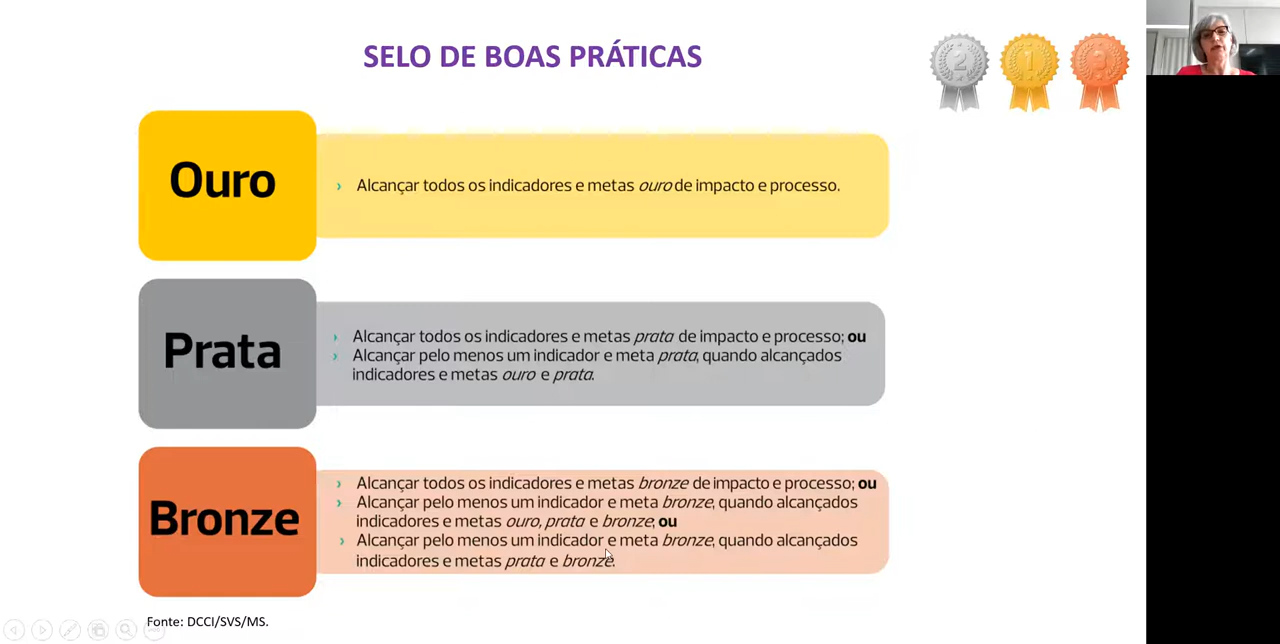 SELO DE BOAS PRÁTICAS
2
1
3
Ouro
› Alcançar todos os indicadores e metas ouro de impacto e processo.
Prata
› Alcançar todos os indicadores e metas prata de impacto e processo; ou
› Alcançar pelo menos um indicador e meta prata, quando alcançados
indicadores e metas ouro e prata.
Bronze
› Alcançar todos os indicadores e metas bronze de impacto e processo; ou
› Alcançar pelo menos um indicador e meta bronze, quando alcançados
indicadores e metas ouro, prata e bronze; ou
› Alcançar pelo menos um indicador e meta bronze, quando alcançados
indicadores e metas prata e bronze.
Fonte: DCCI/SVS/MS.